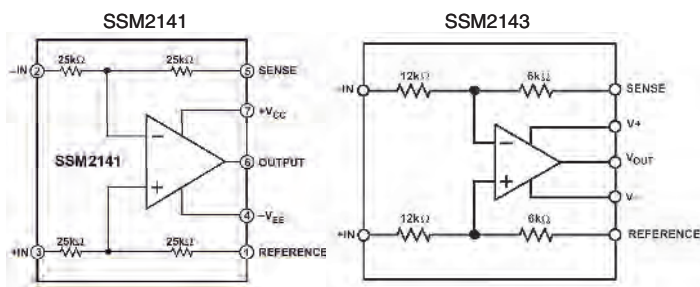 SSM2141
SSM2143
25kΩ
25kΩ
–IN 2
5 SENSE
7 +VCC
SSM2141
6 OUTPUT
4 –VEE
25kΩ
25kΩ
+IN 3
1 REFERENCE
12kΩ
6kΩ
–IN
SENSE
V+
VOUT
V–
12kΩ
6kΩ
+IN
REFERENCE